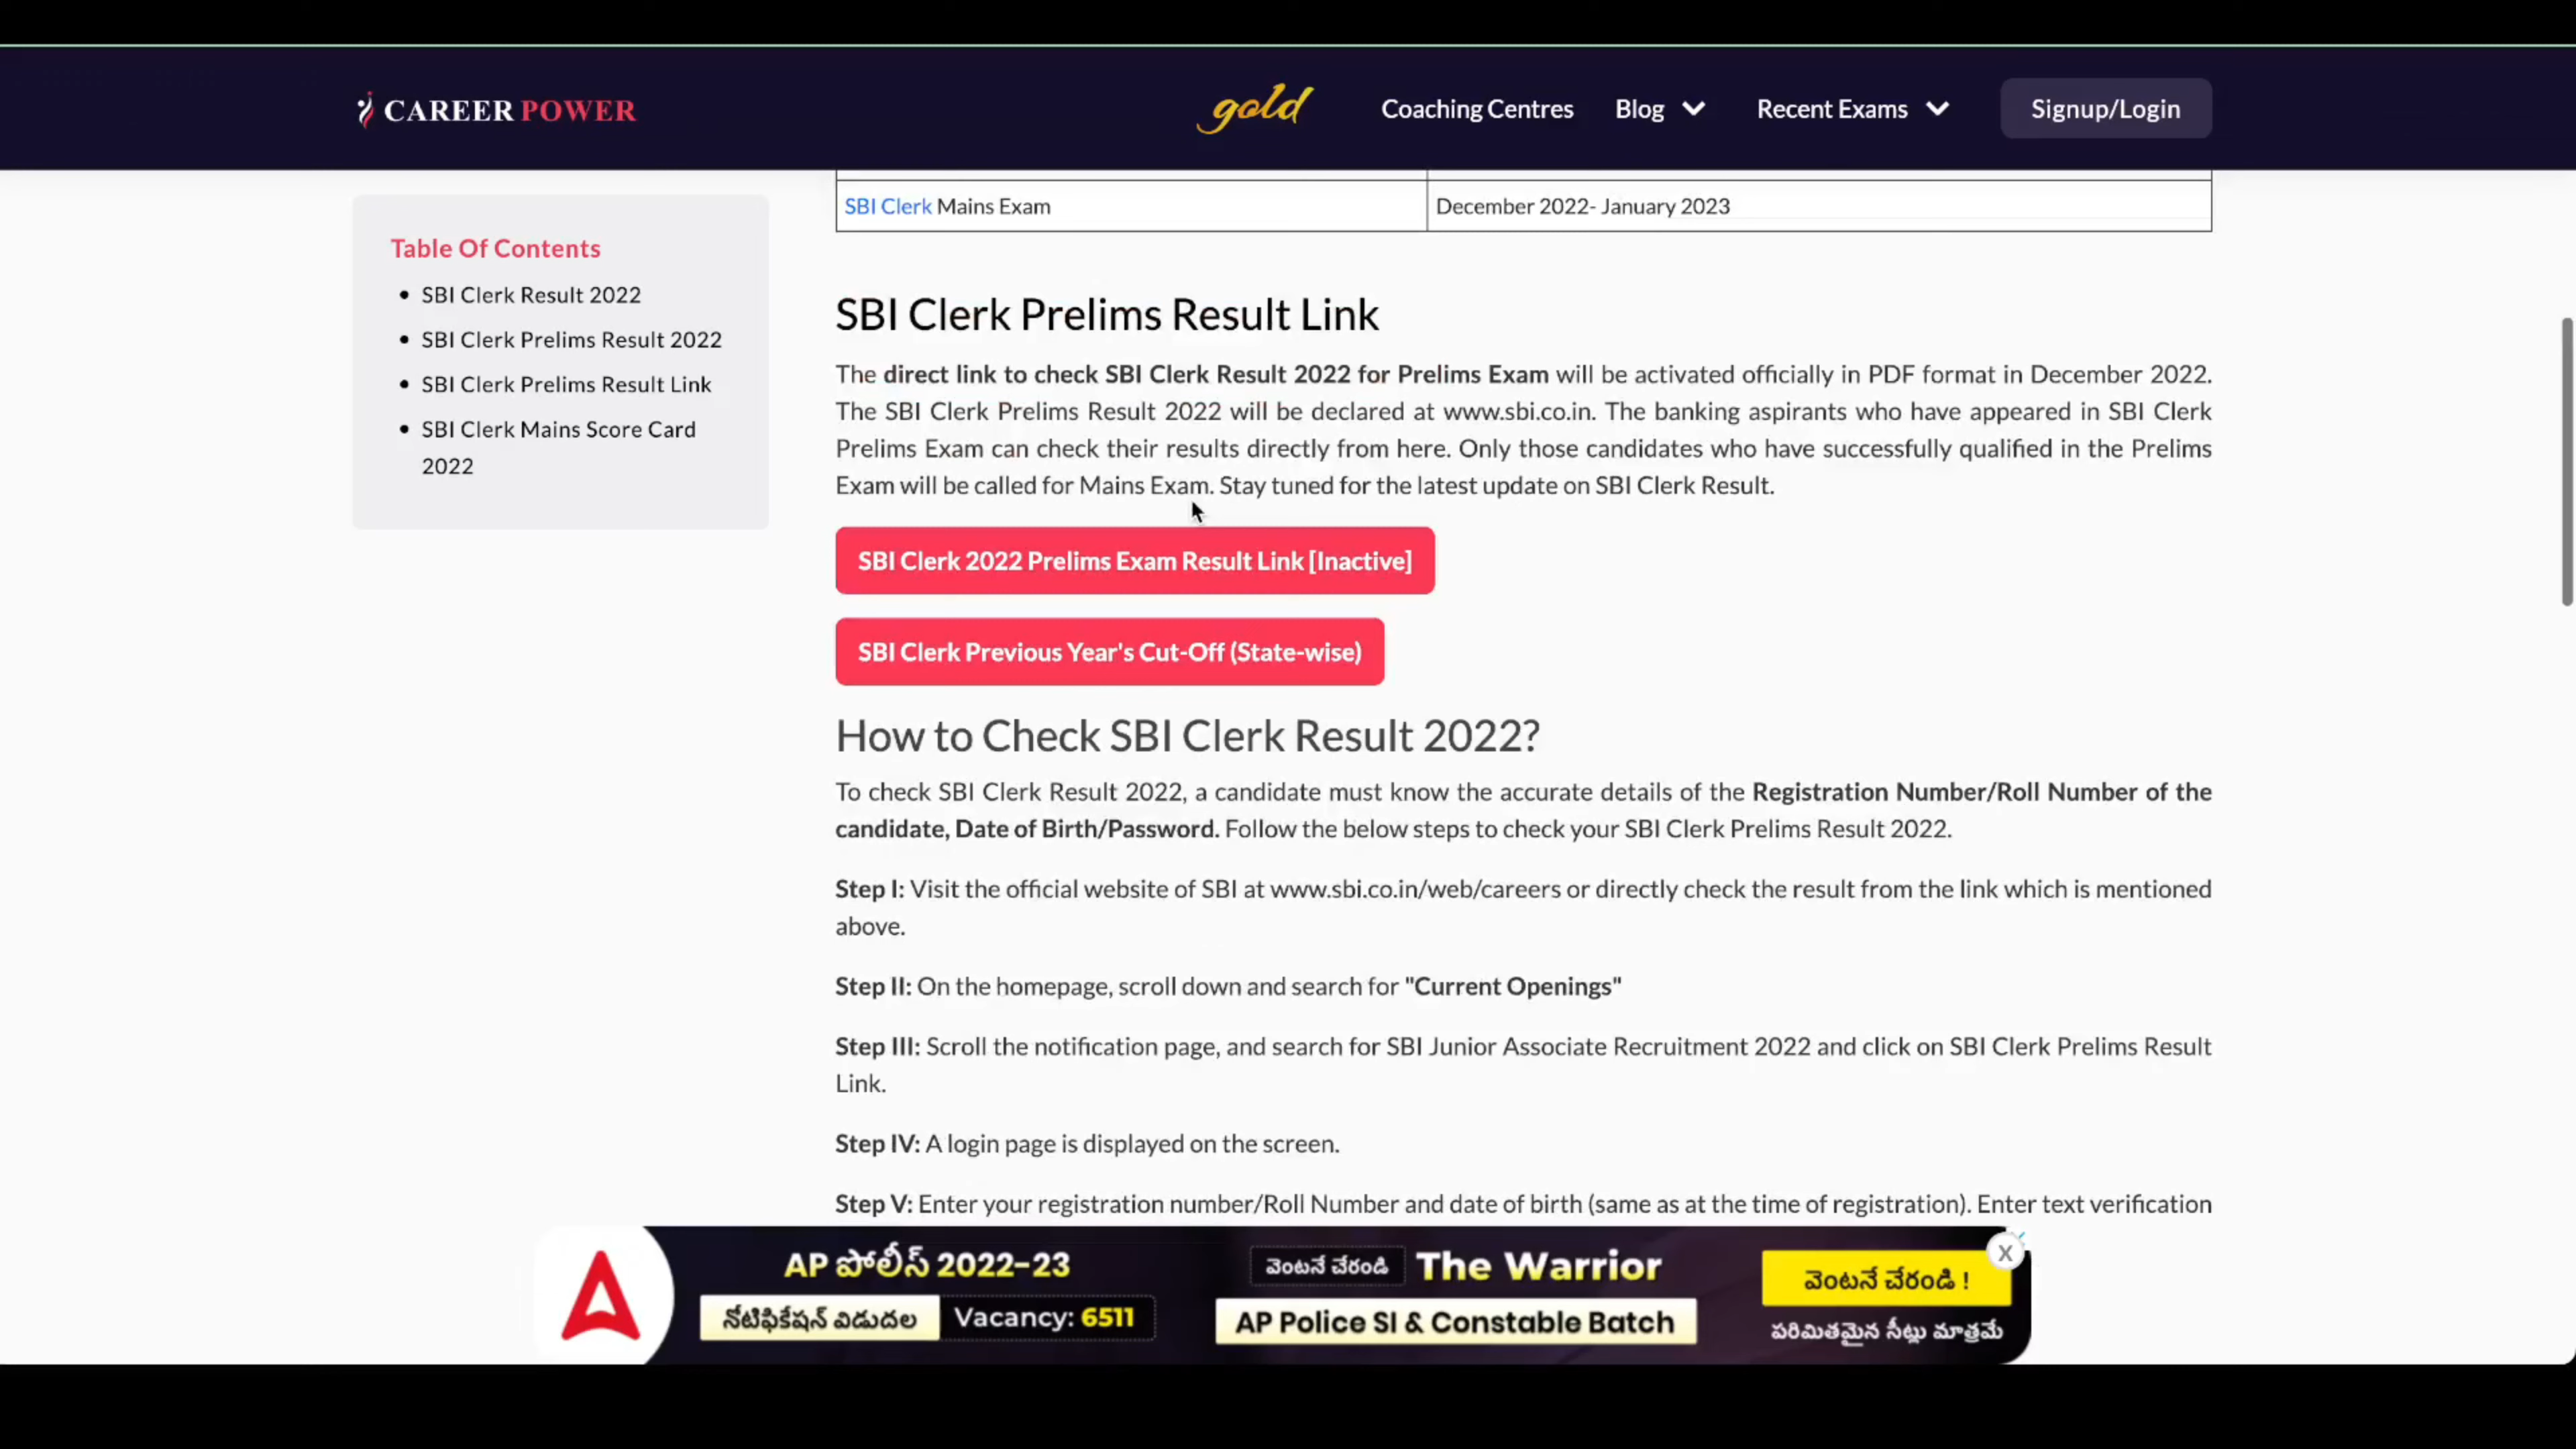 CAREER POWER
gold
Coaching Centres
Blog
Recent Exams
Signup/Login
Table Of Contents
SBI Clerk Result 2022
SBI Clerk Prelims Result 2022
SBI Clerk Prelims Result Link
SBI Clerk Mains Score Card
2022
SBI Clerk Mains Exam
December 2022- January 2023
SBI Clerk Prelims Result Link
The direct link to check SBI Clerk Result 2022 for Prelims Exam will be activated officially in PDF format in December 2022.
The SBI Clerk Prelims Result 2022 will be declared at www.sbi.co.in. The banking aspirants who have appeared in SBI Clerk
Prelims Exam can check their results directly from here. Only those candidates who have successfully qualified in the Prelims
Exam will be called for Mains Exam. Stay tuned for the latest update on SBI Clerk Result.
SBI Clerk 2022 Prelims Exam Result Link [Inactive]
SBI Clerk Previous Year's Cut-Off (State-wise)
How to Check SBI Clerk Result 2022?
To check SBI Clerk Result 2022, a candidate must know the accurate details of the Registration Number/Roll Number of the
candidate, Date of Birth/Password. Follow the below steps to check your SBI Clerk Prelims Result 2022.
Step I: Visit the official website of SBI at www.sbi.co.in/web/careers or directly check the result from the link which is mentioned
above.
Step II: On the homepage, scroll down and search for "Current Openings"
Step III: Scroll the notification page, and search for SBI Junior Associate Recruitment 2022 and click on SBI Clerk Prelims Result
Link.
Step IV: A login page is displayed on the screen.
Step V: Enter your registration number/Roll Number and date of birth (same as at the time of registration). Enter text verification
AP పోలీస్ 2022-23
నోటిఫికేషన్ విడుదల
Vacancy: 6511
వెంటనే చేరండి
The Warrior
AP Police SI & Constable Batch
వెంటనే చేరండి !
పరిమితమైన సీట్లు మాత్రమే
X